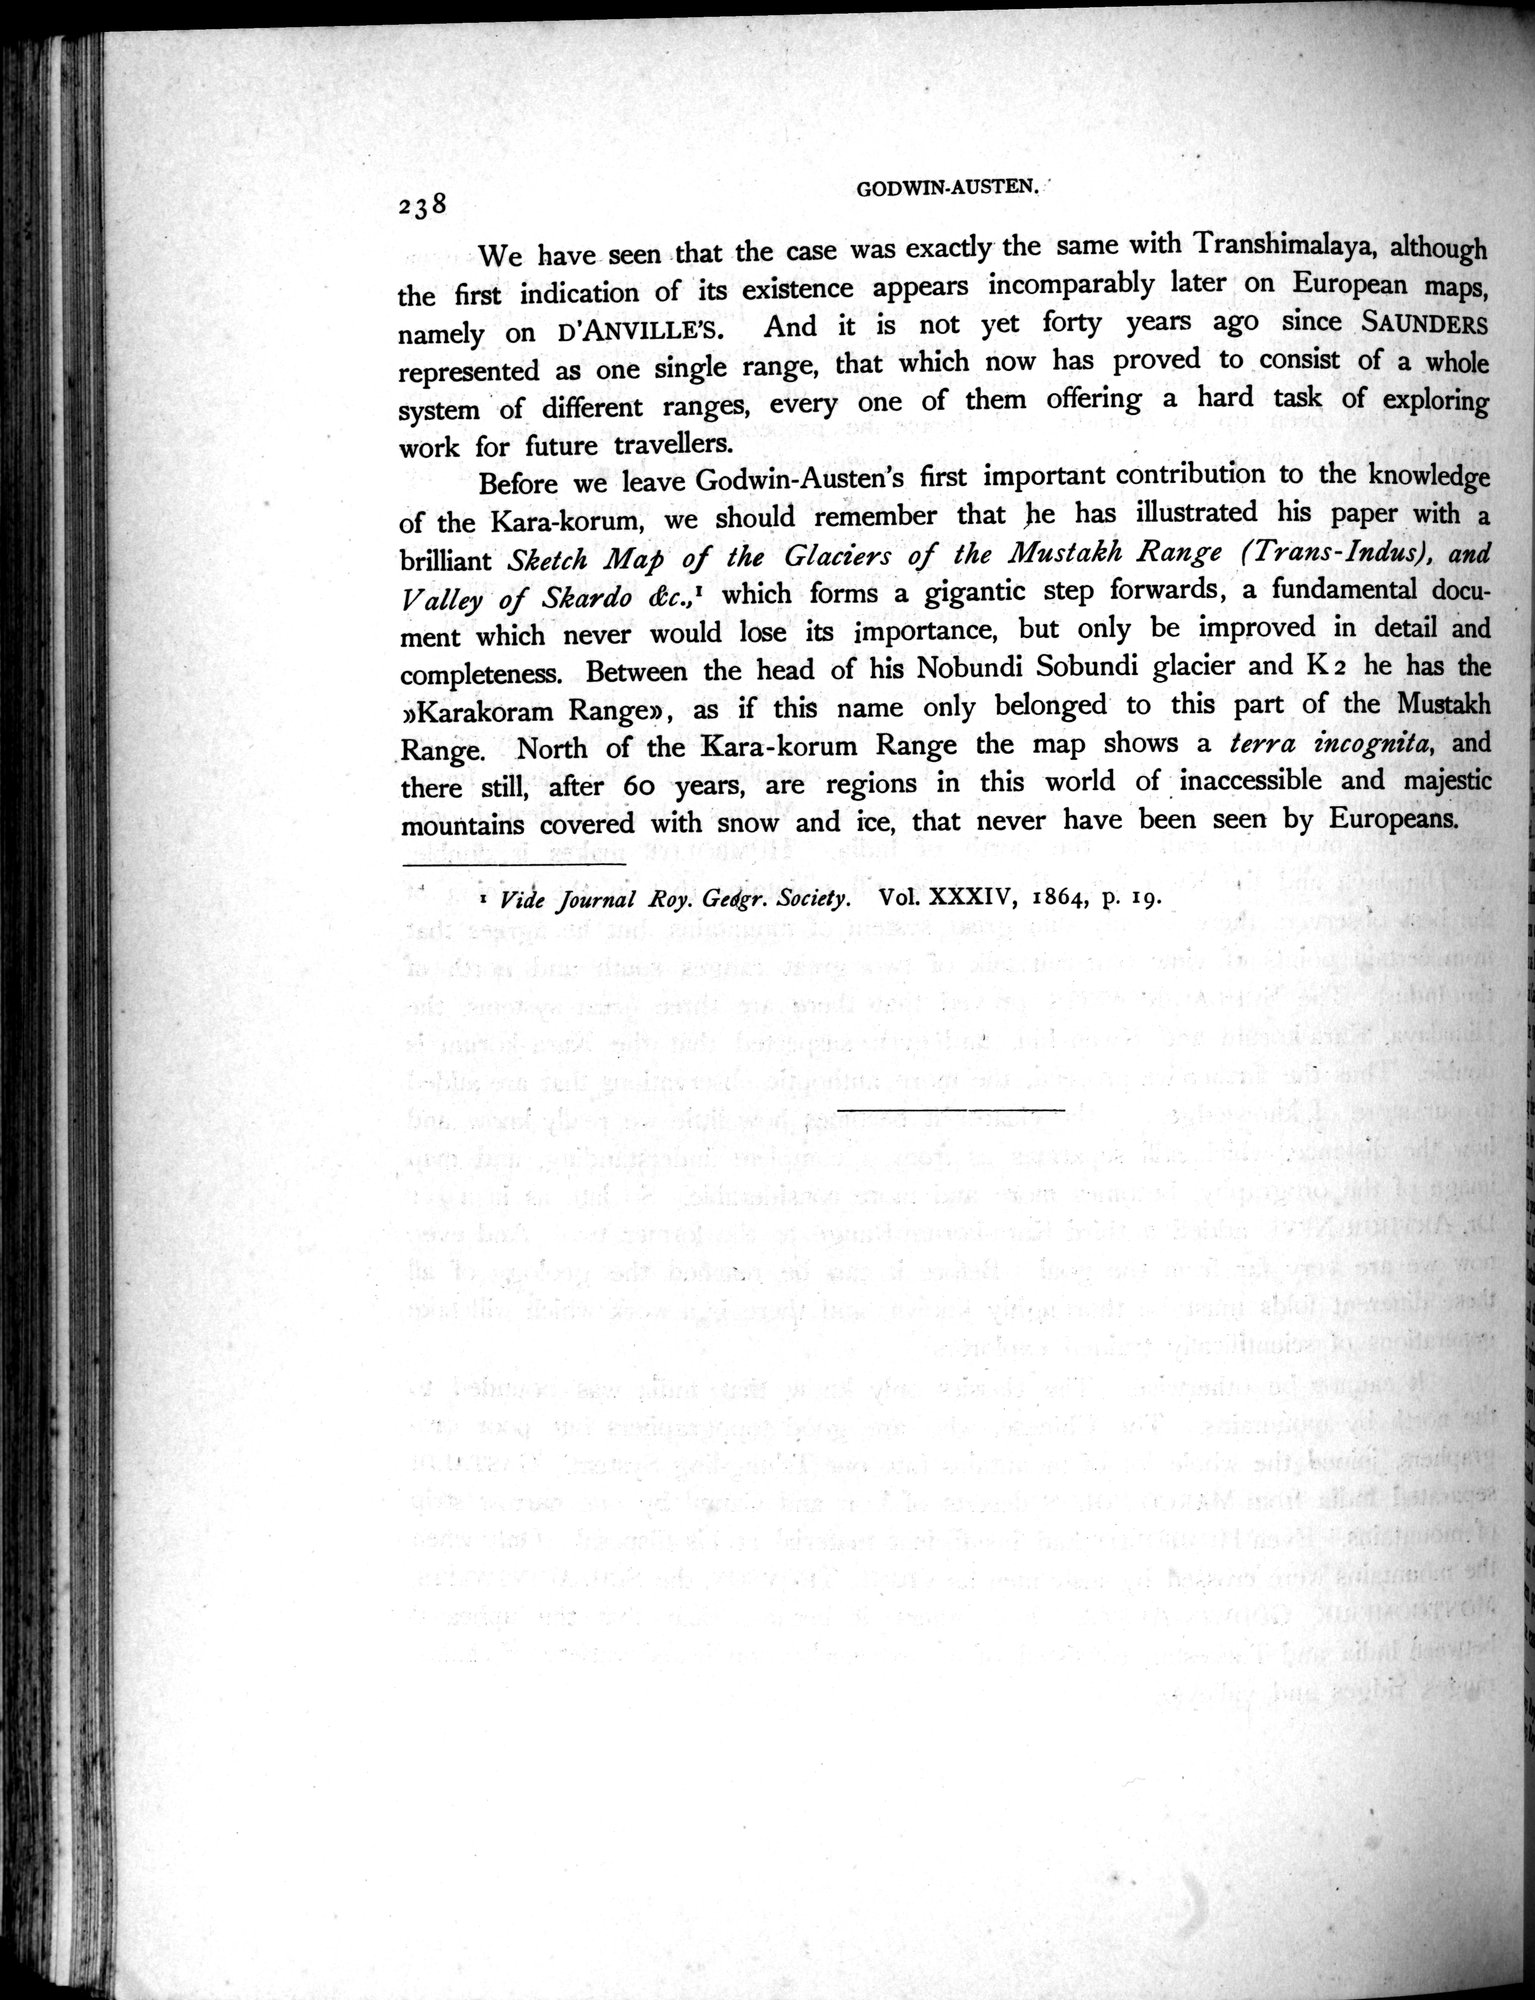 238
GODWIN-AUSTEN.
We have seen that the case was exactly the same with Transhimalaya, although
the first indication of its existence appears incomparably later on European maps,
namely on D'ANVILLE'S. And it is not yet forty years ago since SAUNDERS
represented as one single range, that which now has proved to consist of a whole
system of different ranges, every one of them offering a hard task of exploring
work for future travellers.
Before we leave Godwin-Austen's first important contribution to the knowledge
of the Kara-korum, we should remember that he has illustrated his paper with a
brilliant Sketch Map of the Glaciers of the Mustakh Range (Trans-Indus), and
Valley of Skardo &c.,¹ which forms a gigantic step forwards, a fundamental docu-
ment which never would lose its importance, but only be improved in detail and
completeness. Between the head of his Nobundi Sobundi glacier and K2 he has the
»Karakoram Range», as if this name only belonged to this part of the Mustakh
Range. North of the Kara-korum Range the map shows a terra incognita, and
there still, after 60 years, are regions in this world of inaccessible and majestic
mountains covered with snow and ice, that never have been seen by Europeans.
¹ Vide Journal Roy. Geogr. Society. Vol. XXXIV, 1864, p. 19.